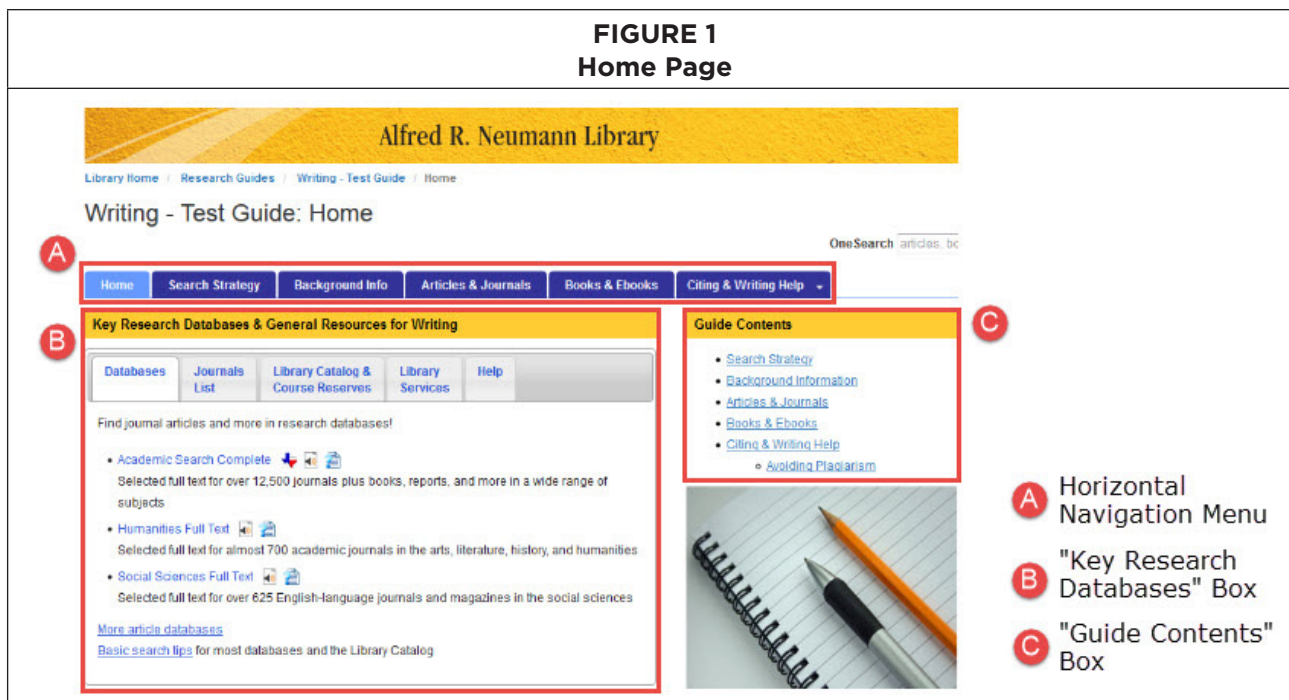 FIGURE 1
Home Page
Alfred R. Neumann Library
Library Home / Research Guides / Writing - Test Guide / Home
Writing - Test Guide: Home
OneSearch articles, bo
A
Home Search Strategy Background Info Articles & Journals Books & Ebooks Citing & Writing Help
B
Key Research Databases & General Resources for Writing
Databases Journals List Library Catalog & Course Reserves Library Services Help
Find journal articles and more in research databases!
• Academic Search Complete
Selected full text for over 12,500 journals plus books, reports, and more in a wide range of
subjects
• Humanities Full Text
Selected full text for almost 700 academic journals in the arts, literature, history, and humanities
• Social Sciences Full Text
Selected full text for over 625 English-language journals and magazines in the social sciences
More article databases
Basic search tips for most databases and the Library Catalog
C
Guide Contents
• Search Strategy
• Background Information
• Articles & Journals
• Books & Ebooks
• Citing & Writing Help
Avoiding Plagiarism
A Horizontal
Navigation Menu
B "Key Research
Databases" Box
C "Guide Contents"
Box